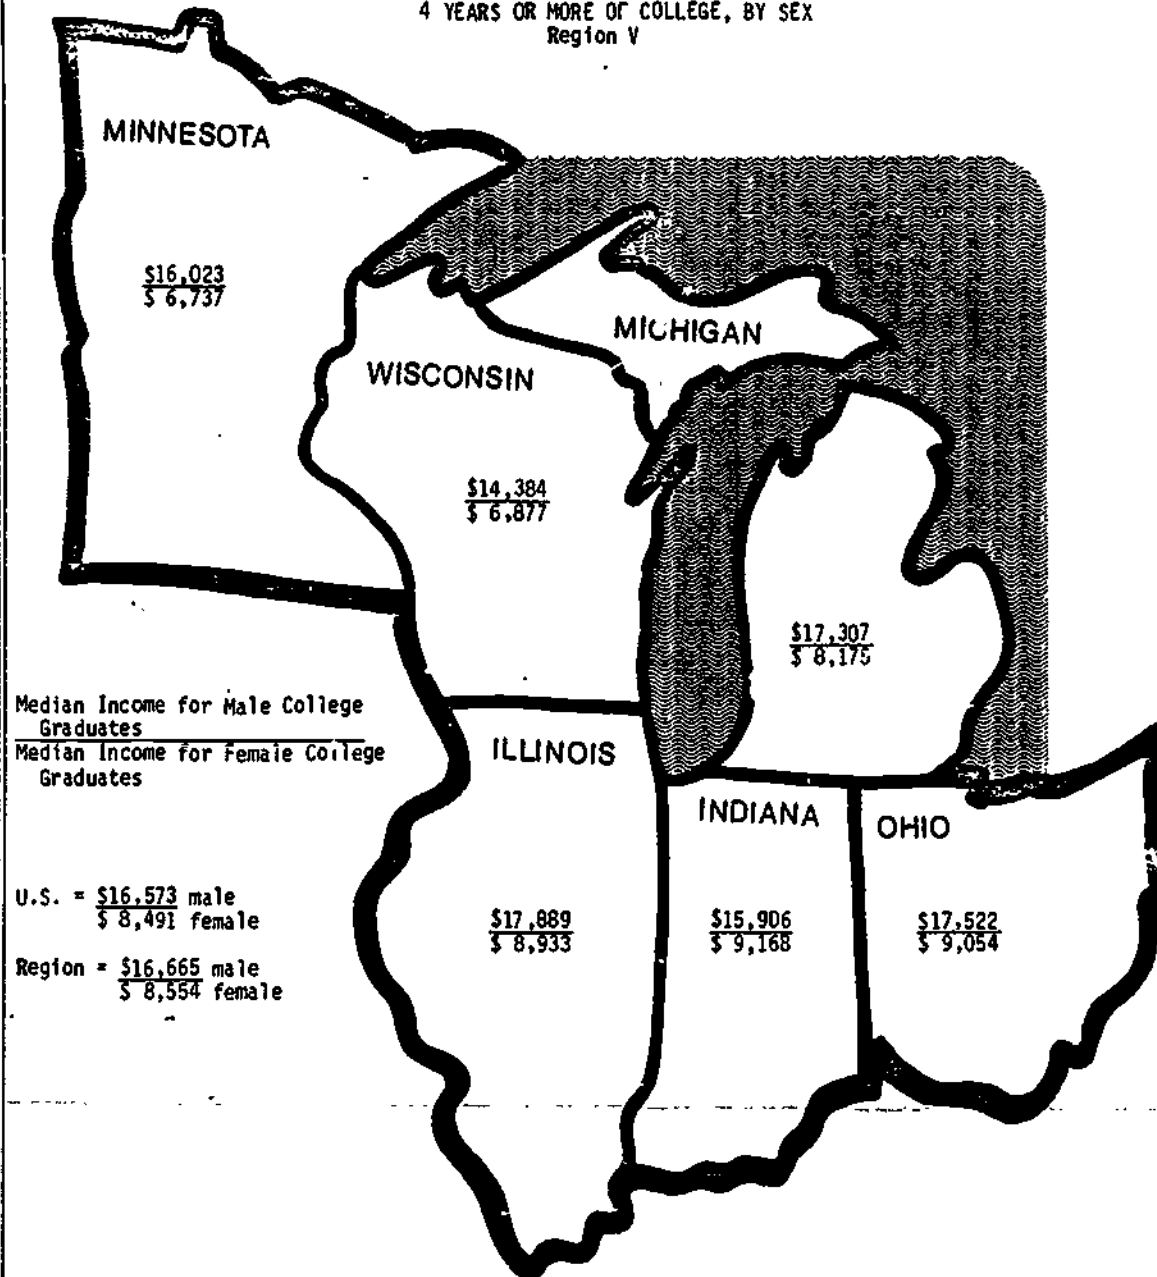 4 YEARS OR MORE OF COLLEGE, BY SEX
Region V
MINNESOTA
$16,023
$ 6,737
MICHIGAN
WISCONSIN
$14,384
$ 6,877
$17,307
$ 8,175
Median Income for Male College
Graduates
Median Income for Female College
Graduates
ILLINOIS
INDIANA
OHIO
U.S. = $16,573 male
$ 8,491 female
$17,889
$ 8,933
$15,906
$ 9,168
$17,522
$ 9,054
Region = $16,665 male
$ 8,554 female